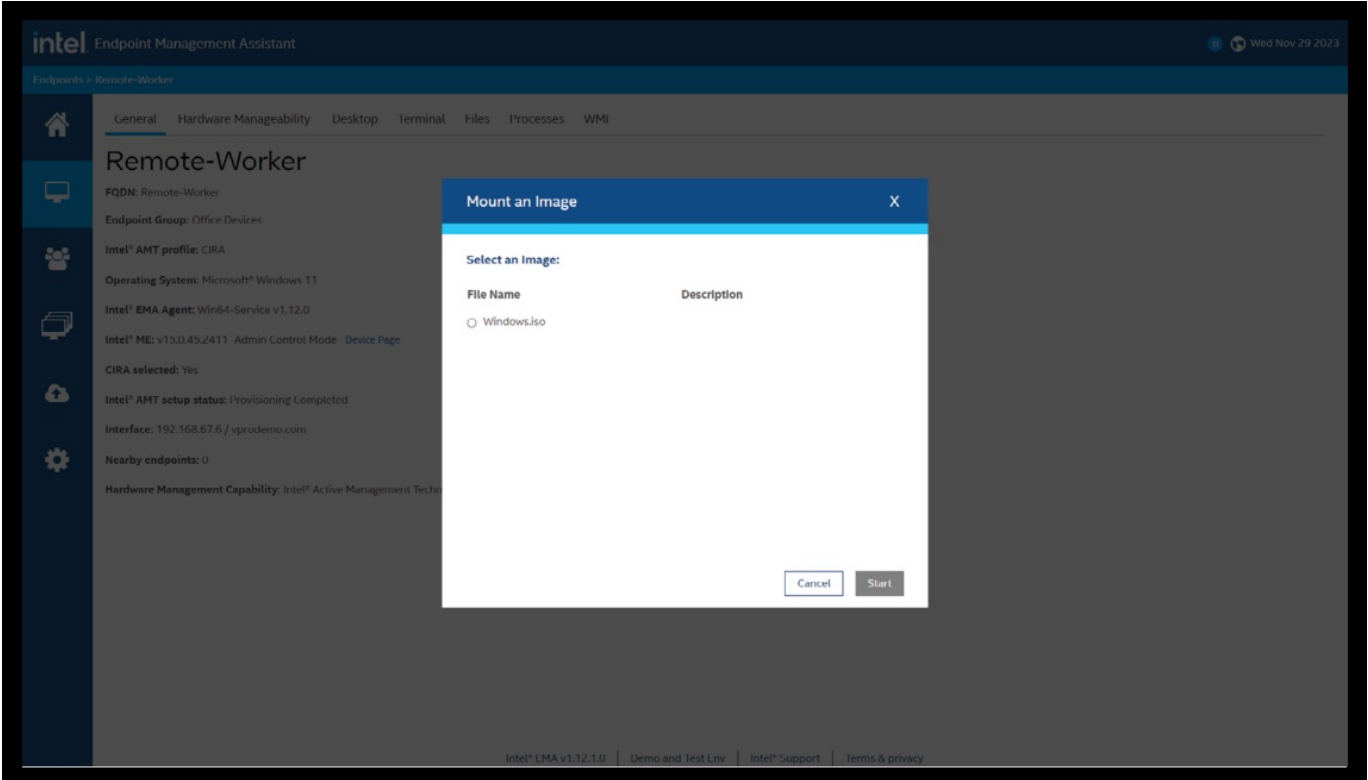 intel. Endpoint Management Assistant
TI Wed Nov 29 2023
Endpoints > Remote-Worker
General Hardware Manageability Desktop Terminal Files Processes WMI
Remote-Worker
FQDN: Remote-Worker
Endpoint Group: Office Devices
Intel® AMT profile: CIRA
Operating System: Microsoft® Windows 11
Intel® EMA Agent: Win64-Service v1.12.0
Intel® ME: v15.0.45.2411 Admin Control Mode Device Page
CIRA selected: Yes
Intel® AMT setup status: Provisioning Completed
Interface: 192.168.67.6 / vprodemo.com
Nearby endpoints: 0
Hardware Management Capability: Intel® Active Management Techn
Mount an Image X
Select an Image:
File Name Description
Windows.iso
Cancel Start
Intel® EMA v1.12.1.0 | Demo and Test Env | Intel® Support | Terms & privacy